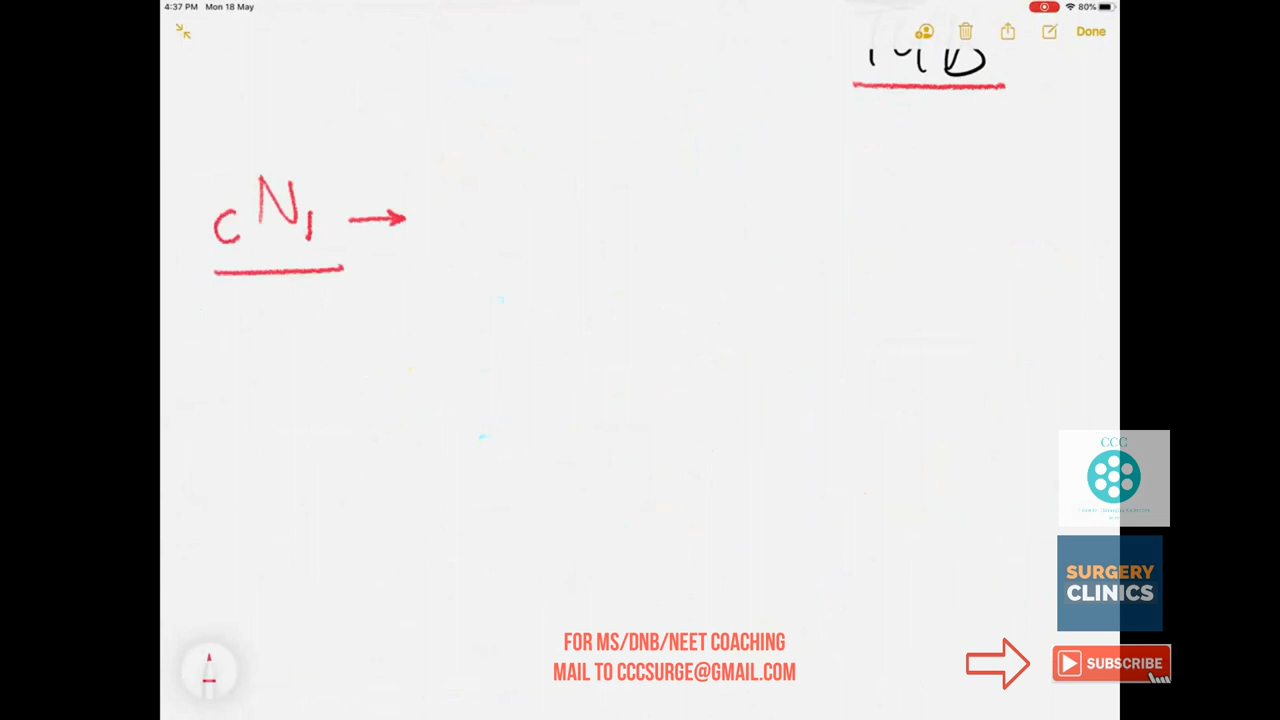 4:37 PM Mon 18 May
80%
Done
cN1 →
CCC
SURGERY
CLINICS
FOR MS/DNB/NEET COACHING
MAIL TO CCCSURGE@GMAIL.COM
SUBSCRIBE